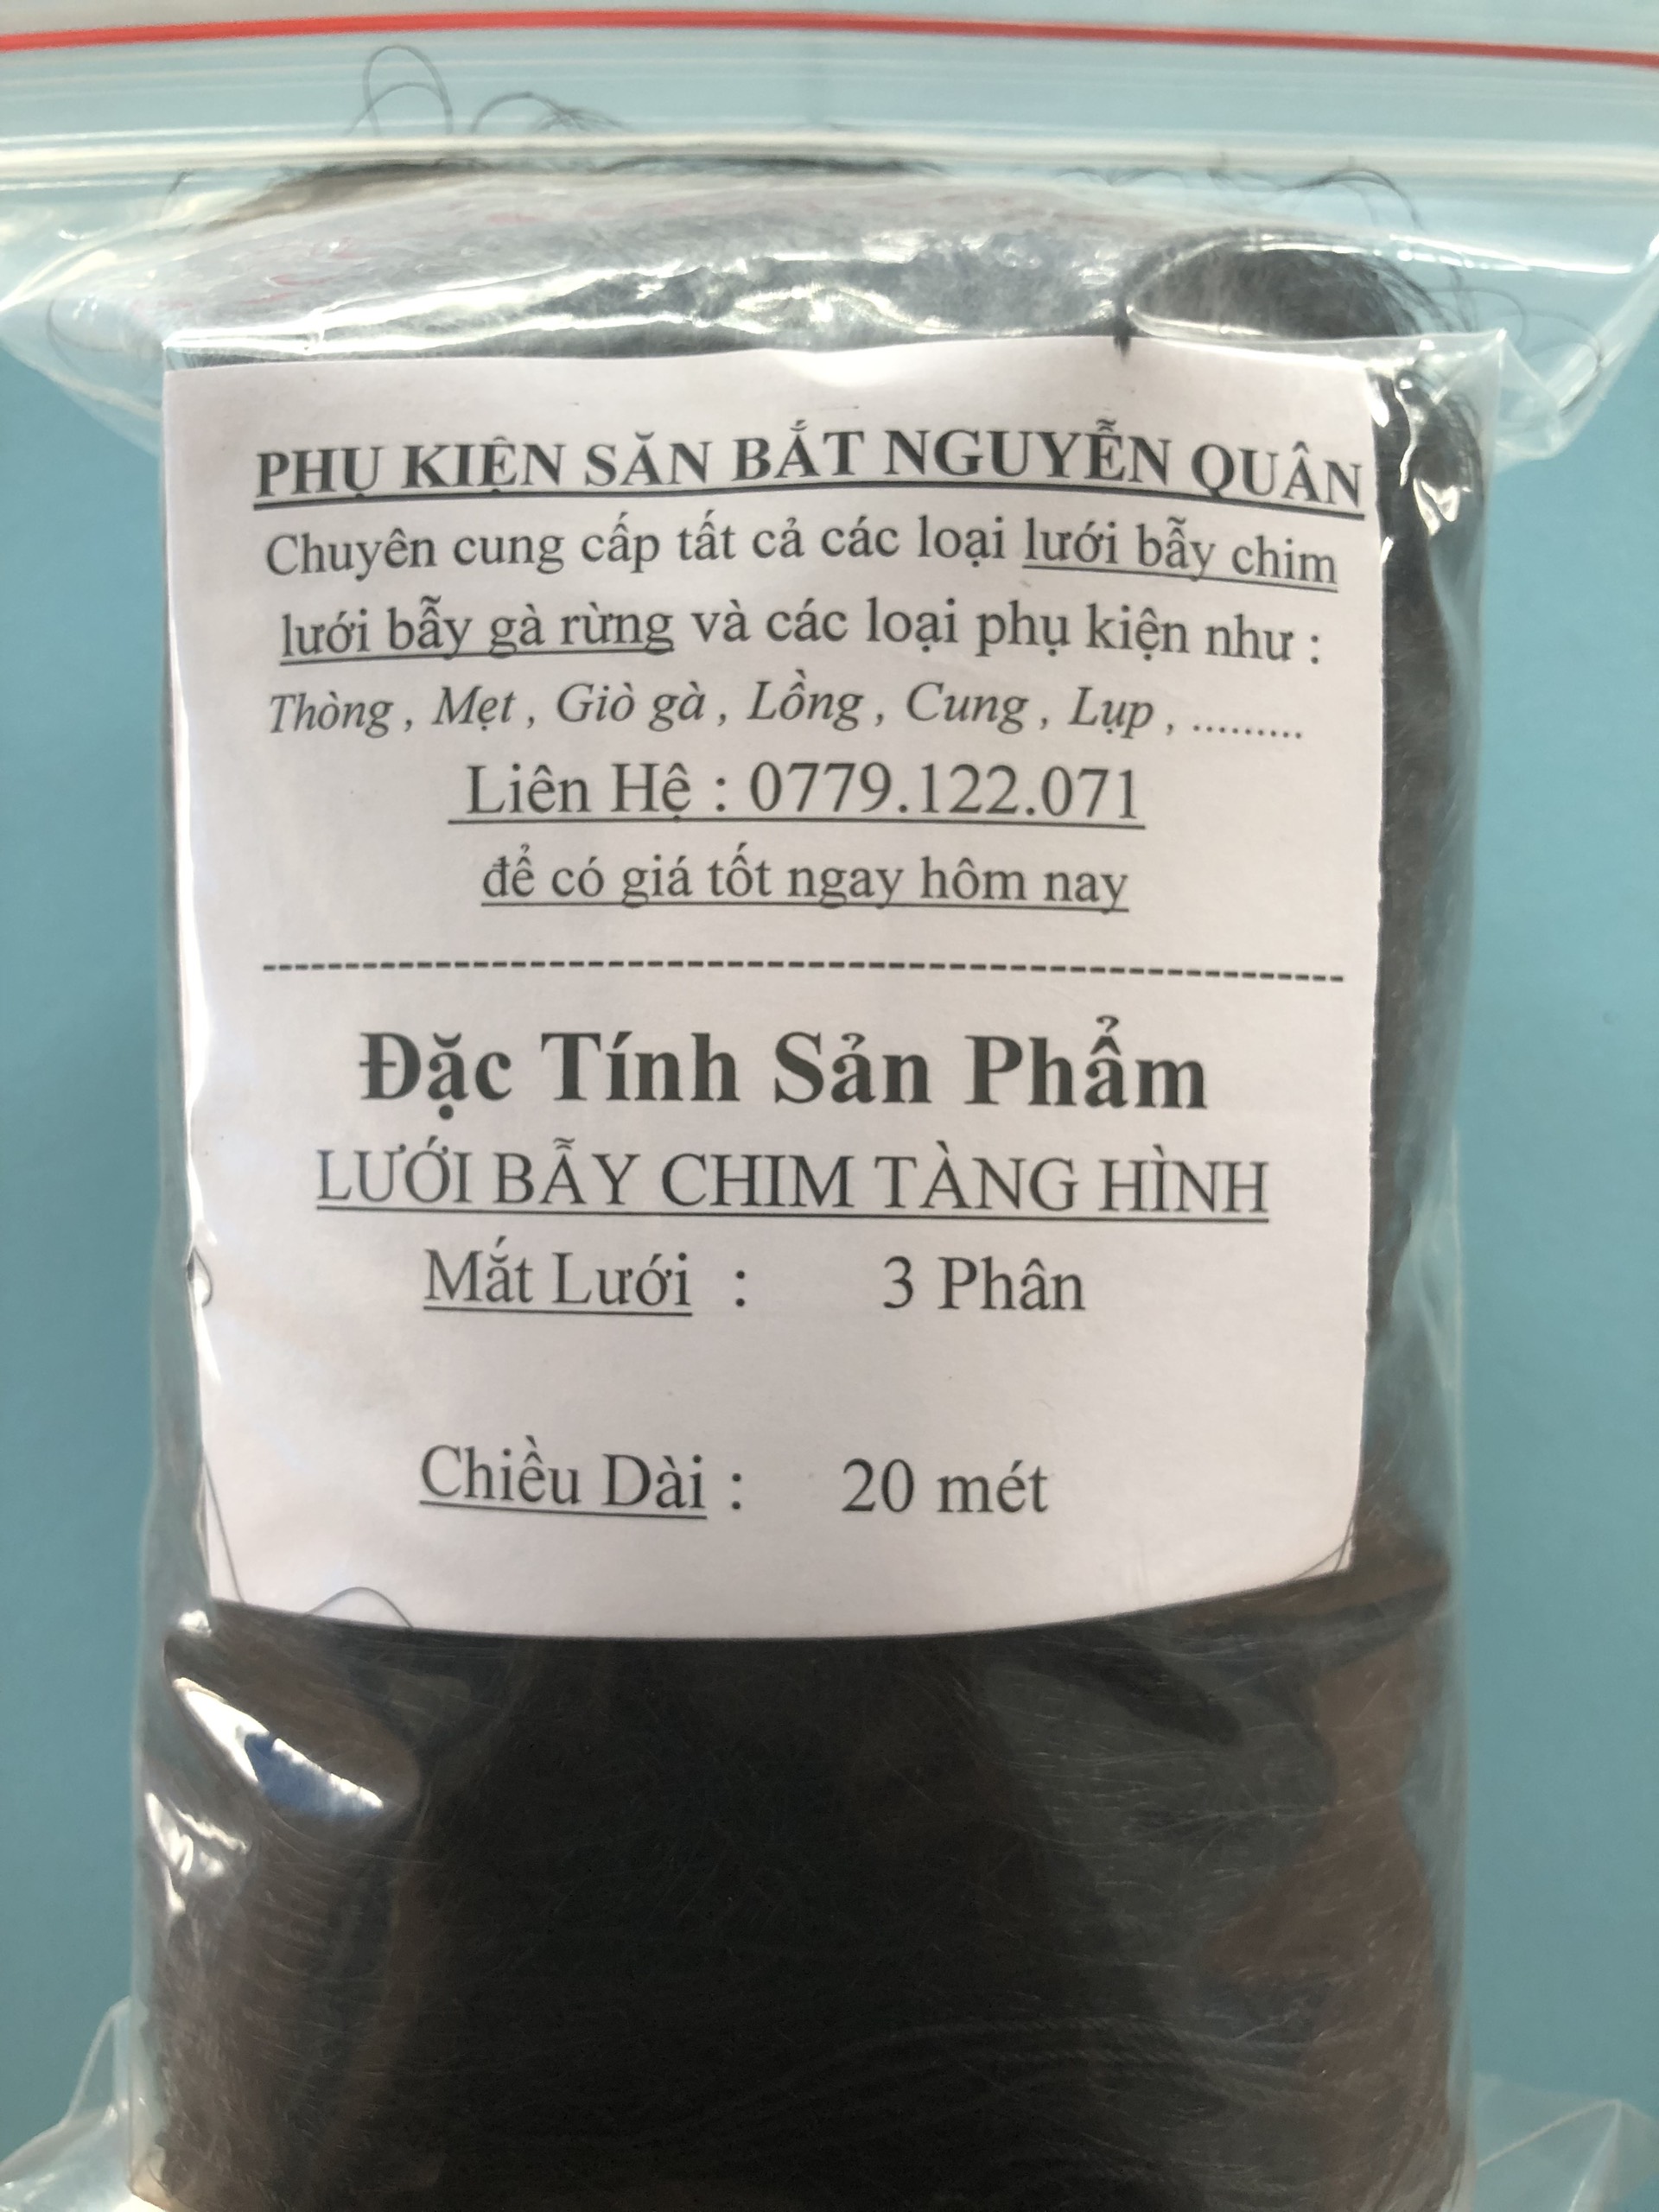 PHỤ KIỆN SĂN BẮT NGUYỄN QUÂN
Chuyên cung cấp tất cả các loại lưới bẫy chim
lưới bẫy gà rừng và các loại phụ kiện như :
Thòng , Mẹt , Giò gà , Lồng , Cung , Lụp , .........
Liên Hệ : 0779.122.071
để có giá tốt ngay hôm nay
Đặc Tính Sản Phẩm
LƯỚI BẪY CHIM TÀNG HÌNH
Mắt Lưới : 3 Phân
Chiều Dài : 20 mét